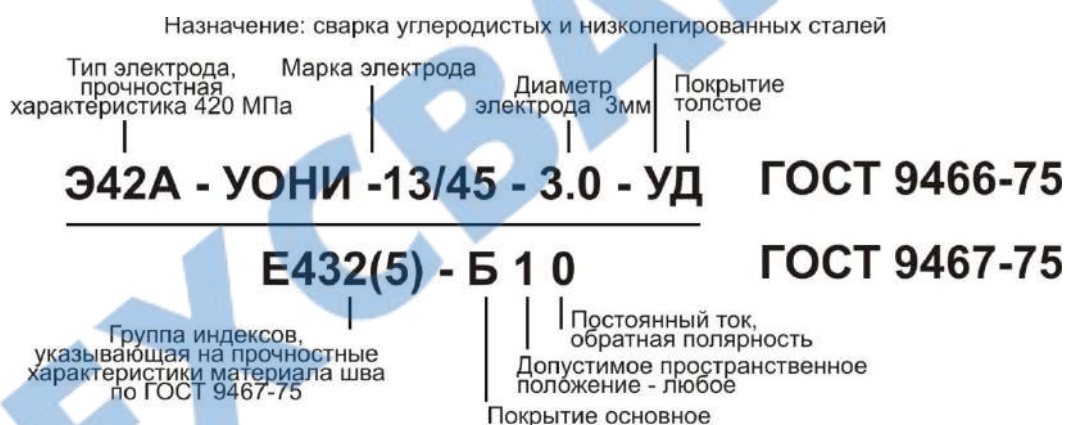 Назначение: сварка углеродистых и низколегированных сталей
Тип электрода,
прочностная
характеристика 420 МПа
Марка электрода
Диаметр
электрода 3мм
Покрытие
толстое
Э42А - УОНИ -13/45 - 3.0 - УД ГОСТ 9466-75
Е432(5) - Б 1 0 ГОСТ 9467-75
Группа индексов,
указывающая на прочностные
характеристики материала шва
по ГОСТ 9467-75
Постоянный ток,
обратная полярность
Допустимое пространственное
положение - любое
Покрытие основное